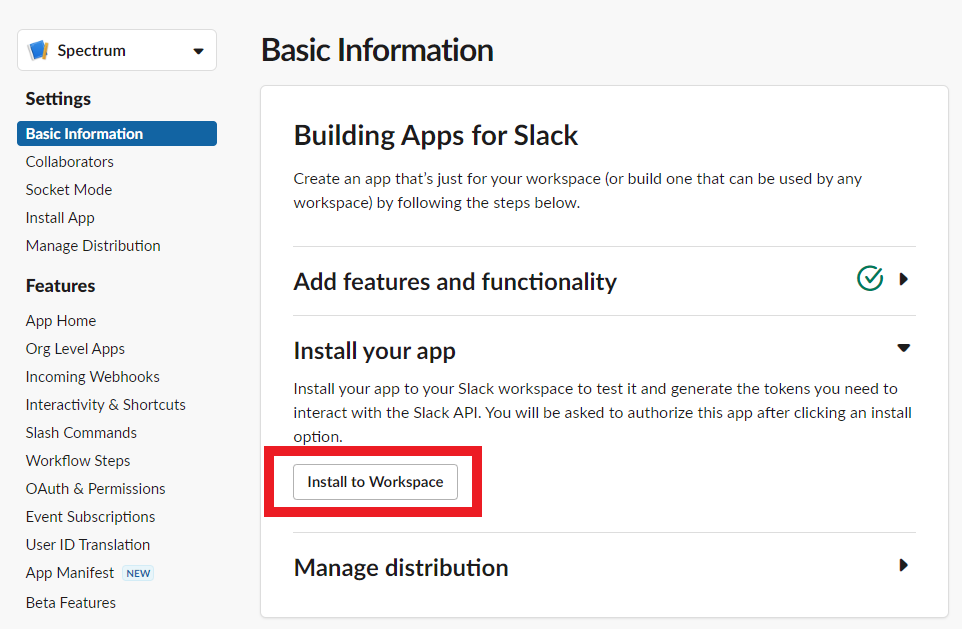 Spectrum
Settings
Basic Information
Collaborators
Socket Mode
Install App
Manage Distribution
Features
App Home
Org Level Apps
Incoming Webhooks
Interactivity & Shortcuts
Slash Commands
Workflow Steps
OAuth & Permissions
Event Subscriptions
User ID Translation
App Manifest NEW
Beta Features
Basic Information
Building Apps for Slack
Create an app that's just for your workspace (or build one that can be used by any
workspace) by following the steps below.
Add features and functionality
Install your app
Install your app to your Slack workspace to test it and generate the tokens you need to
interact with the Slack API. You will be asked to authorize this app after clicking an install
option.
Install to Workspace
Manage distribution